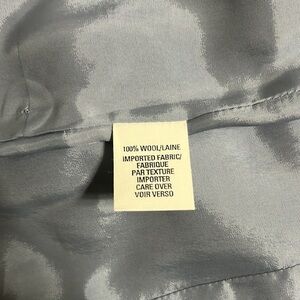 100% WOOL/LAINE
IMPORTED FABRIC/
FABRIQUE
PAR TEXTURE
IMPORTER
CARE OVER
VOIR VERSO